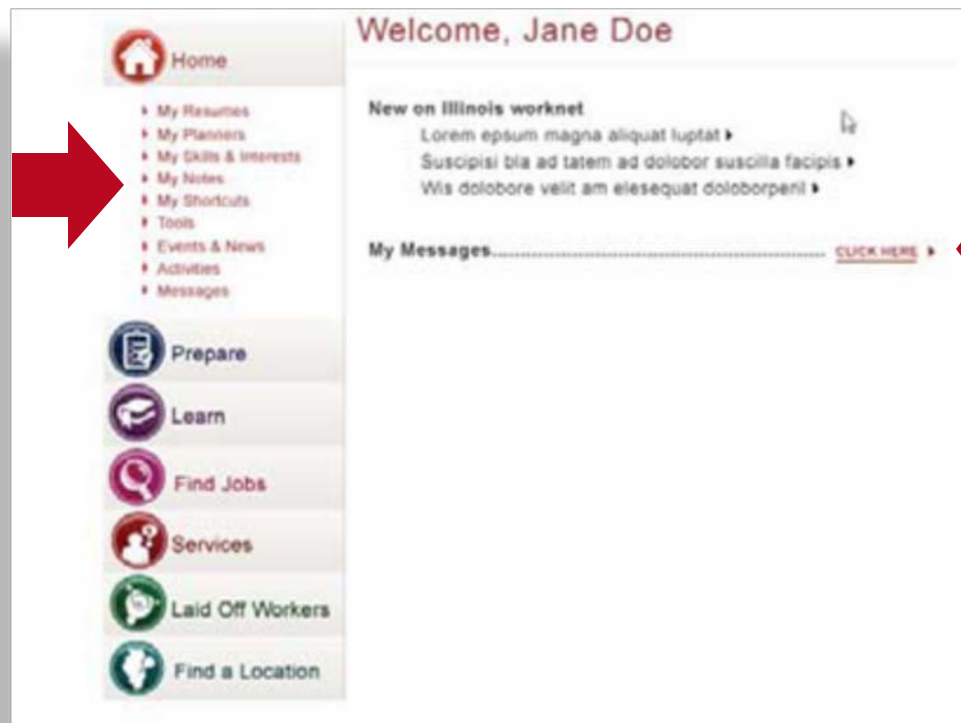 Home
My Resumes
My Planners
My Skills & Interests
My Notes
My Shortcuts
Tools
Events & News
Activities
Messages
Prepare
Learn
Find Jobs
Services
Laid Off Workers
Find a Location
Welcome, Jane Doe
New on Illinois worknet
Lorem epsum magna aliquat luptat
Suscipisi bla ad tatem ad dolobor suscilla facipis
Wis dolobore velit am elesequat doloborperil
My Messages.......................................................... CLICK HERE